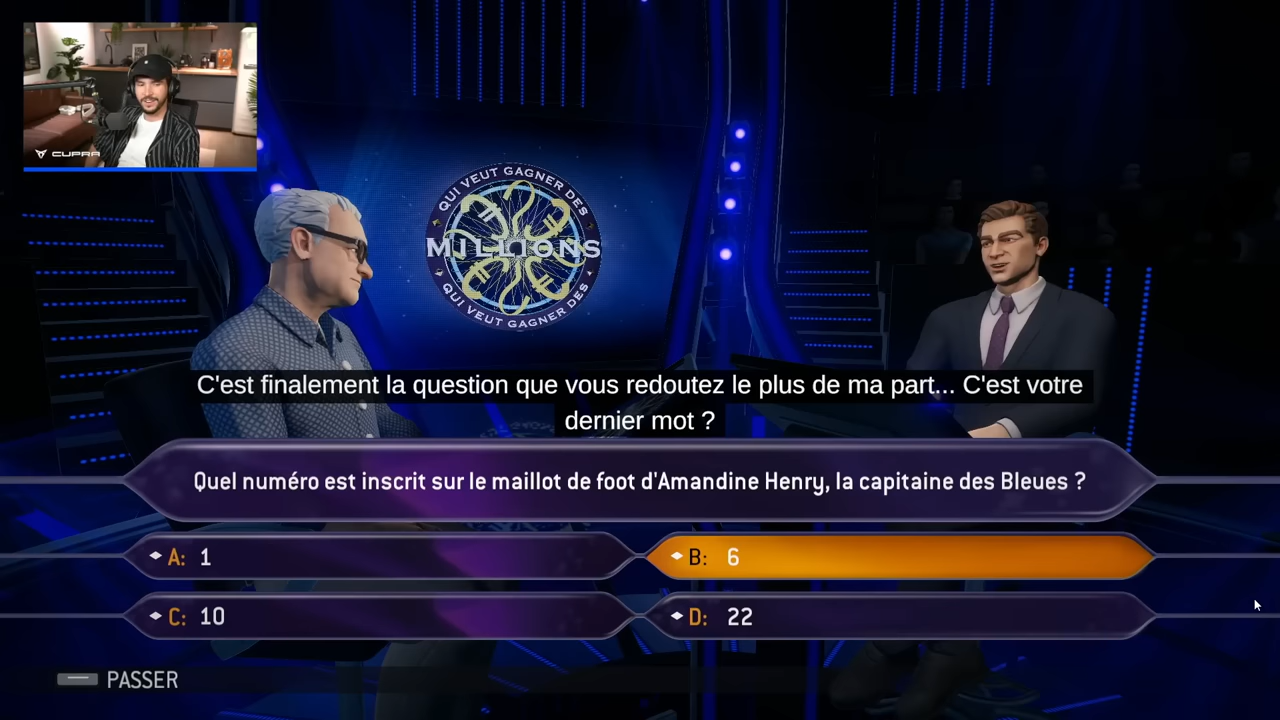 CUPRA
QUI VEUT GAGNER DES
MILLIONS
QUI VEUT GAGNER DES
C'est finalement la question que vous redoutez le plus de ma part... C'est votre
dernier mot ?
Quel numéro est inscrit sur le maillot de foot d'Amandine Henry, la capitaine des Bleues ?
A: 1
B: 6
C: 10
D: 22
PASSER